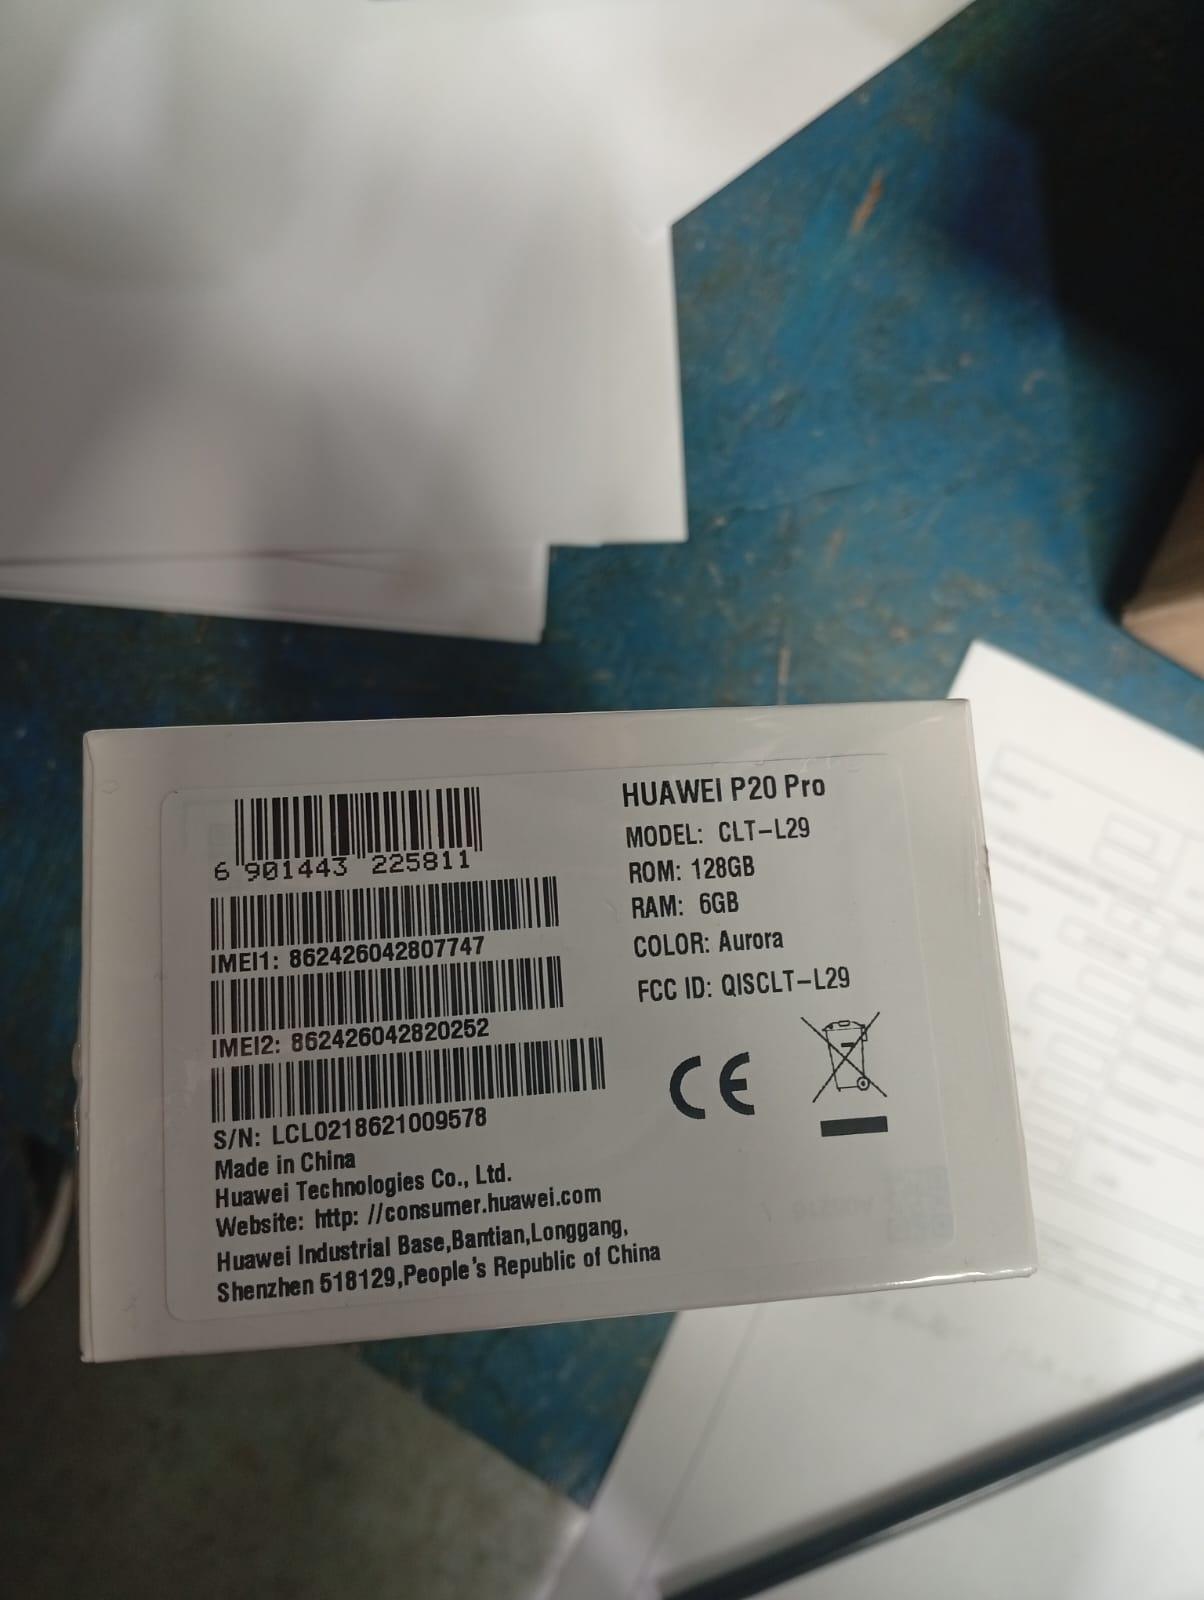 6 901443 225811
IMEI1: 862426042807747
IMEI2: 862426042820252
S/N: LCL0218621009578
Made in China
Huawei Technologies Co., Ltd.
Website: http: //consumer.huawei.com
Huawei Industrial Base,Bantian,Longgang,
Shenzhen 518129,People's Republic of China
HUAWEI P20 Pro
MODEL: CLT-L29
ROM: 128GB
RAM: 6GB
COLOR: Aurora
FCC ID: QISCLT-L29
CE